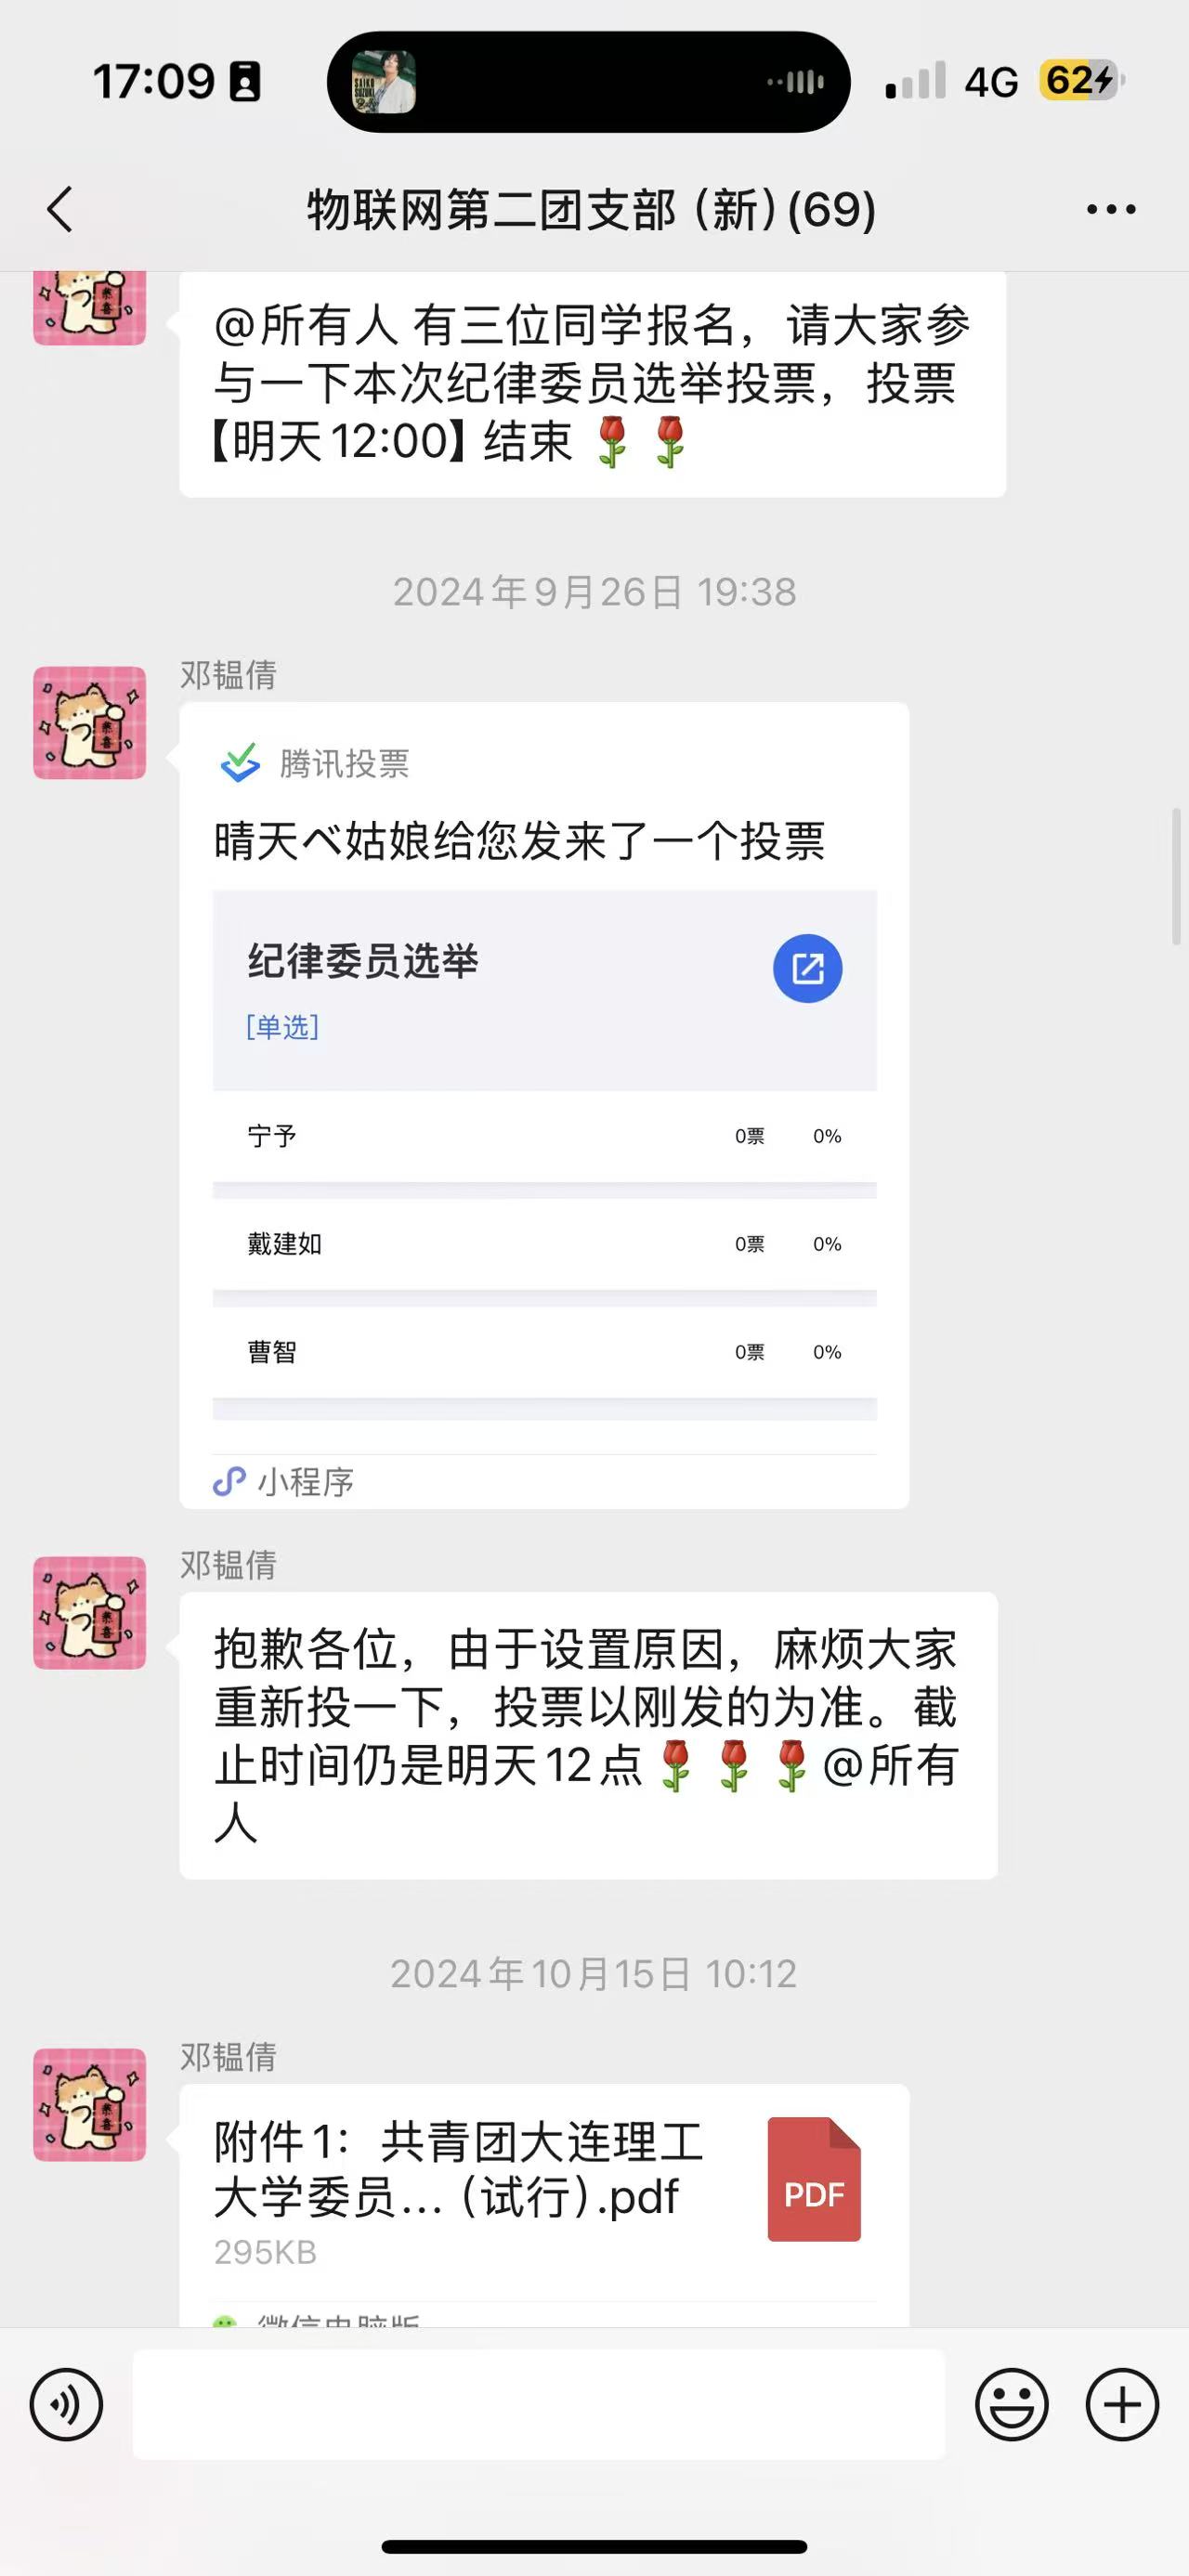 17:09
4G
62
物联网第二团支部（新）(69)
@所有人 有三位同学报名，请大家参
与一下本次纪律委员选举投票，投票
【明天12:00】结束
2024年9月26日 19:38
邓韫倩
腾讯投票
晴天べ姑娘给您发来了一个投票
纪律委员选举
[单选]
宁予 0票 0%
戴建如 0票 0%
曹智 0票 0%
小程序
邓韫倩
抱歉各位，由于设置原因，麻烦大家
重新投一下，投票以刚发的为准。截
止时间仍是明天12点@所有
人
2024年10月15日 10:12
邓韫倩
附件1：共青团大连理工
大学委员...（试行）.pdf
PDF
295KB
微信电脑版